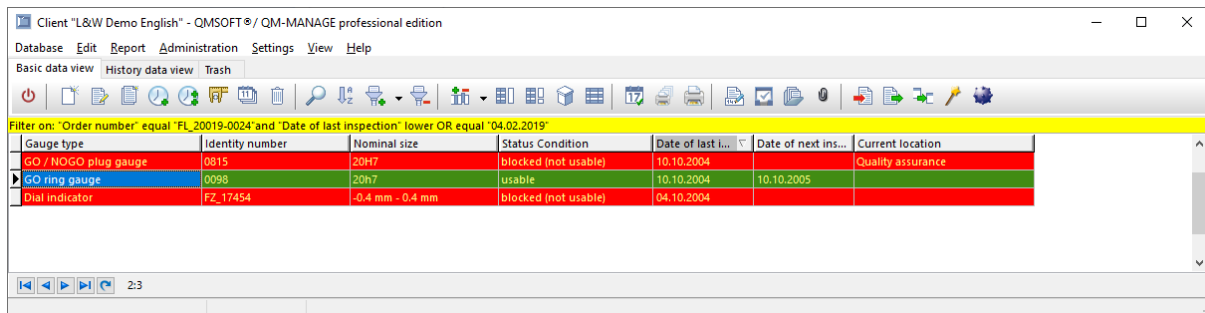 Client "L&W Demo English" - QMSOFT®/ QM-MANAGE professional edition
Database Edit Report Administration Settings View Help
Basic data view History data view Trash
Filter on: "Order number" equal "FL_20019-0024"and "Date of last inspection" lower OR equal "04.02.2019"
Gauge type Identity number Nominal size Status Condition Date of last i... Date of next ins... Current location
GO / NOGO plug gauge 0815 20H7 blocked (not usable) 10.10.2004 Quality assurance
GO ring gauge 0098 20h7 usable 10.10.2004 10.10.2005
Dial indicator FZ_17454 -0.4 mm - 0.4 mm blocked (not usable) 04.10.2004
2:3